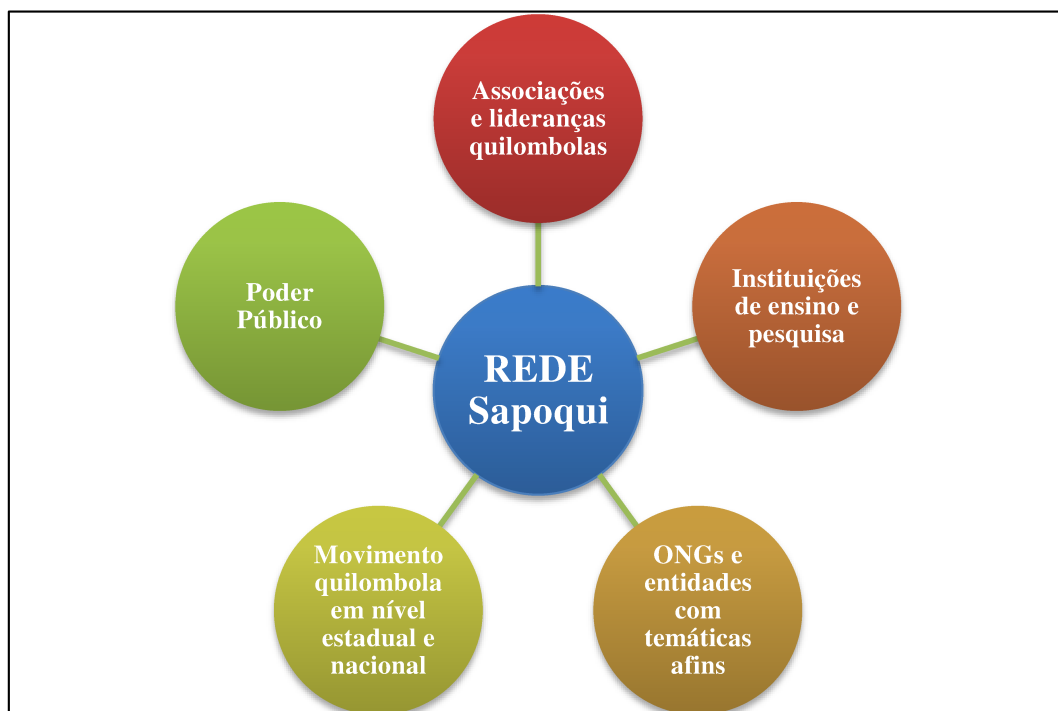 Associações
e lideranças
quilombolas
Poder
Público
Instituições
de ensino e
pesquisa
REDE
Sapoqui
Movimento
quilombola
em nível
estadual e
nacional
ONGs e
entidades
com
temáticas
afins